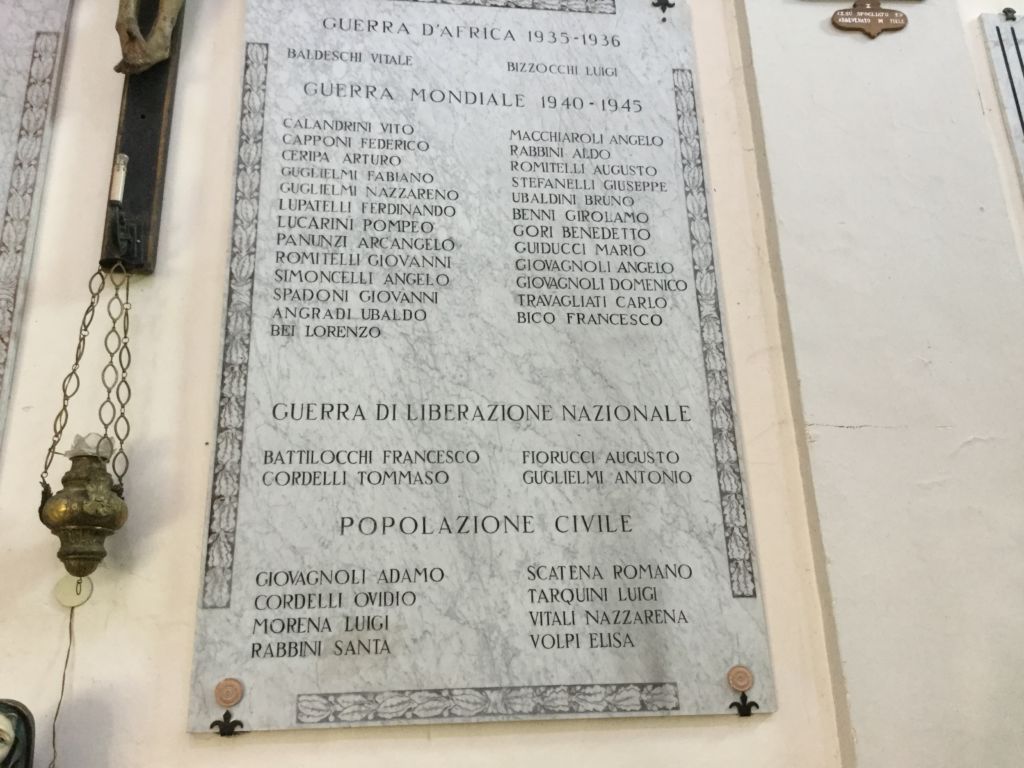 GUERRA D'AFRICA 1935-1936
BALDESCHI VITALE
BIZZOCCHI LUIGI
GUERRA MONDIALE 1940-1945
CALANDRINI VITO
CAPPONI FEDERICO
CERIPA ARTURO
GUGLIELMI FABIANO
GUGLIELMI NAZZARENO
LUPATELLI FERDINANDO
LUCARINI POMPEO
PANUNZI ARCANGELO
ROMITELLI GIOVANNI
SIMONCELLI ANGELO
SPADONI GIOVANNI
ANGRADI UBALDO
BEI LORENZO
MACCHIAROLI ANGELO
RABBINI ALDO
ROMITELLI AUGUSTO
STEFANELLI GIUSEPPE
UBALDINI BRUNO
BENNI GIROLAMO
GORI BENEDETTO
GUIDUCCI MARIO
GIOVAGNOLI ANGELO
GIOVAGNOLI DOMENICO
TRAVAGLIATI CARLO
BICO FRANCESCO
GUERRA DI LIBERAZIONE NAZIONALE
BATTILOCCHI FRANCESCO
CORDELLI TOMMASO
FIORUCCI AUGUSTO
GUGLIELMI ANTONIO
POPOLAZIONE CIVILE
GIOVAGNOLI ADAMO
CORDELLI OVIDIO
MORENA LUIGI
RABBINI SANTA
SCATENA ROMANO
TARQUINI LUIGI
VITALI NAZZARENA
VOLPI ELISA
SPOGLIATO